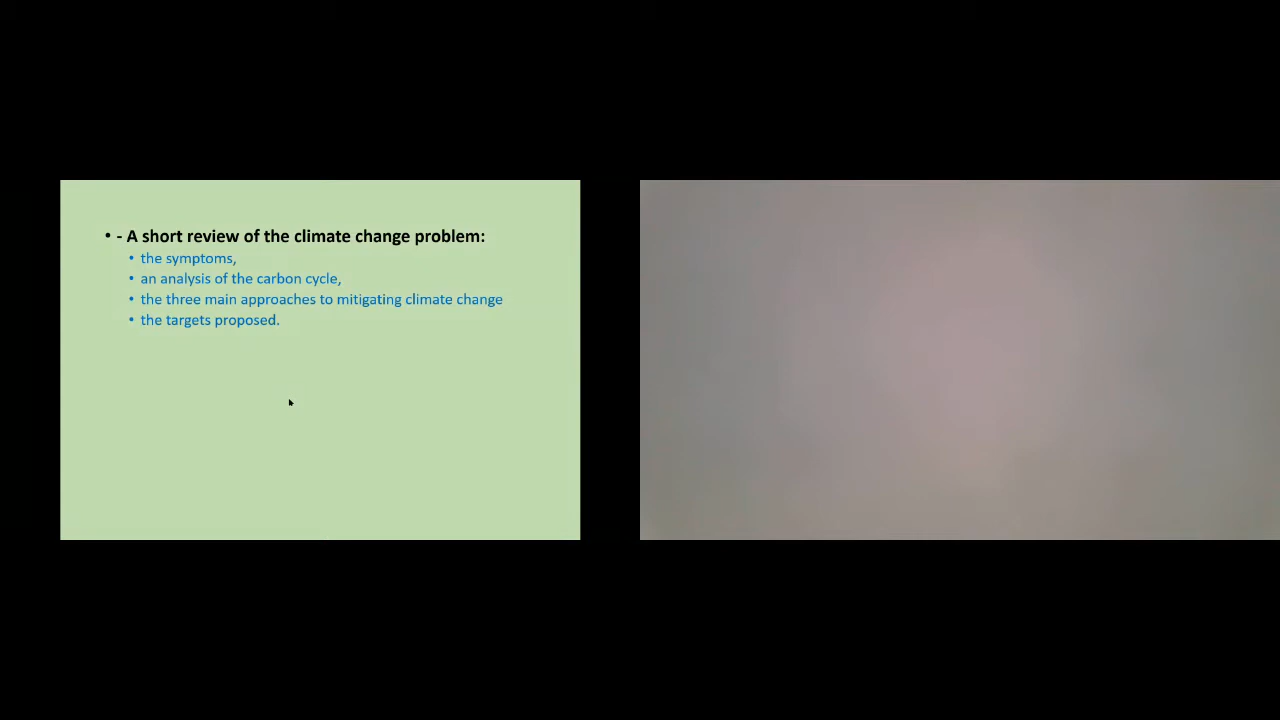 • - A short review of the climate change problem:
• the symptoms,
• an analysis of the carbon cycle,
• the three main approaches to mitigating climate change
• the targets proposed.